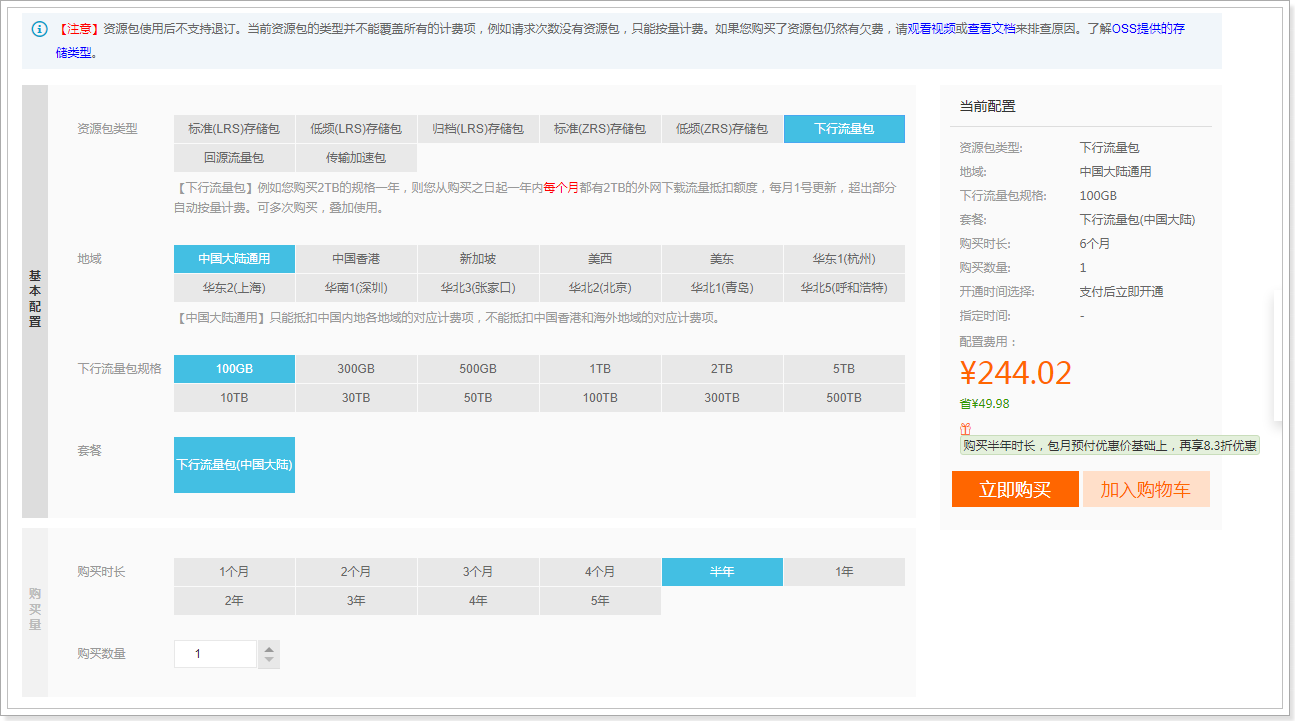 【注意】资源包使用后不支持退订。当前资源包的类型并不能覆盖所有的计费项，例如请求次数没有资源包，只能按量计费。如果您购买了资源包仍然有欠费，请观看视频或查看文档来排查原因。了解OSS提供的存
储类型。
基本配置
资源包类型
标准(LRS)存储包 低频(LRS)存储包 归档(LRS)存储包 标准(ZRS)存储包 低频(ZRS)存储包 下行流量包
回源流量包 传输加速包
【下行流量包】例如您购买2TB的规格一年，则您从购买之日起一年内每个月都有2TB的外网下载流量抵扣额度，每月1号更新，超出部分
自动按量计费。可多次购买，叠加使用。
地域
中国大陆通用 中国香港 新加坡 美西 美东 华东1(杭州)
华东2(上海) 华南1(深圳) 华北3(张家口) 华北2(北京) 华北1(青岛) 华北5(呼和浩特)
【中国大陆通用】只能抵扣中国内地各地域的对应计费项，不能抵扣中国香港和海外地域的对应计费项。
下行流量包规格
100GB 300GB 500GB 1TB 2TB 5TB
10TB 30TB 50TB 100TB 300TB 500TB
套餐
下行流量包(中国大陆)
购买量
购买时长
1个月 2个月 3个月 4个月 半年 1年
2年 3年 4年 5年
购买数量
1
当前配置
资源包类型: 下行流量包
地域: 中国大陆通用
下行流量包规格: 100GB
套餐: 下行流量包(中国大陆)
购买时长: 6个月
购买数量: 1
开通时间选择: 支付后立即开通
指定时间: -
配置费用：
¥244.02
省¥49.98
购买半年时长，包月预付优惠价基础上，再享8.3折优惠
立即购买 加入购物车